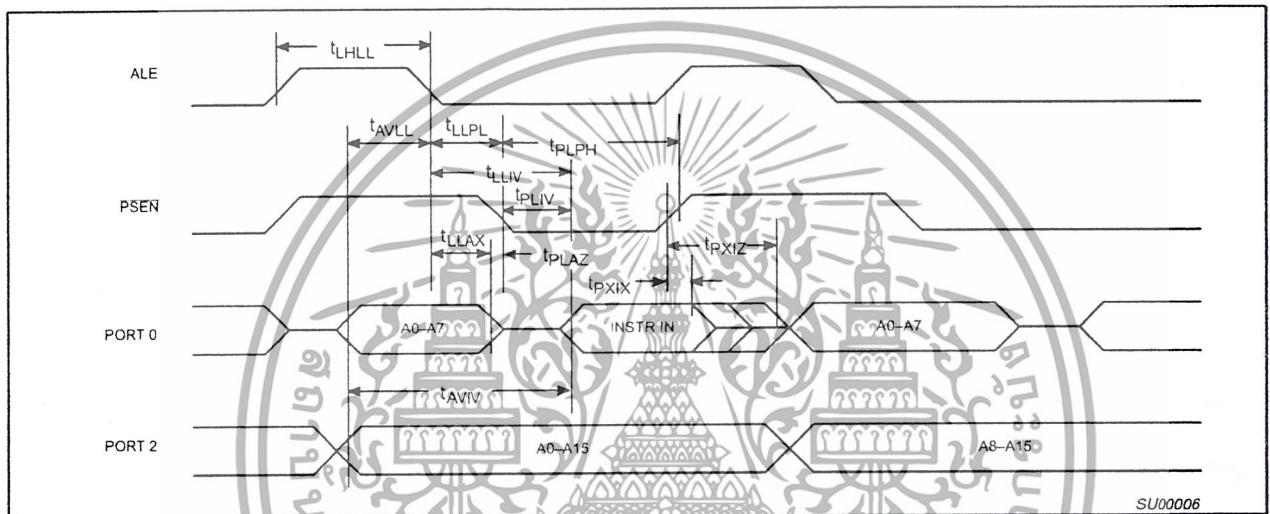 tLHLL
ALE
tAVLL tLLPL tPLPH
tLLIV
PSEN
tPLIV
tLLAX tPLAZ tPXIZ
tPXIX
PORT 0 A0–A7 INSTR IN A0–A7
tAVIV
PORT 2 A0–A15 A8–A15
SU00006